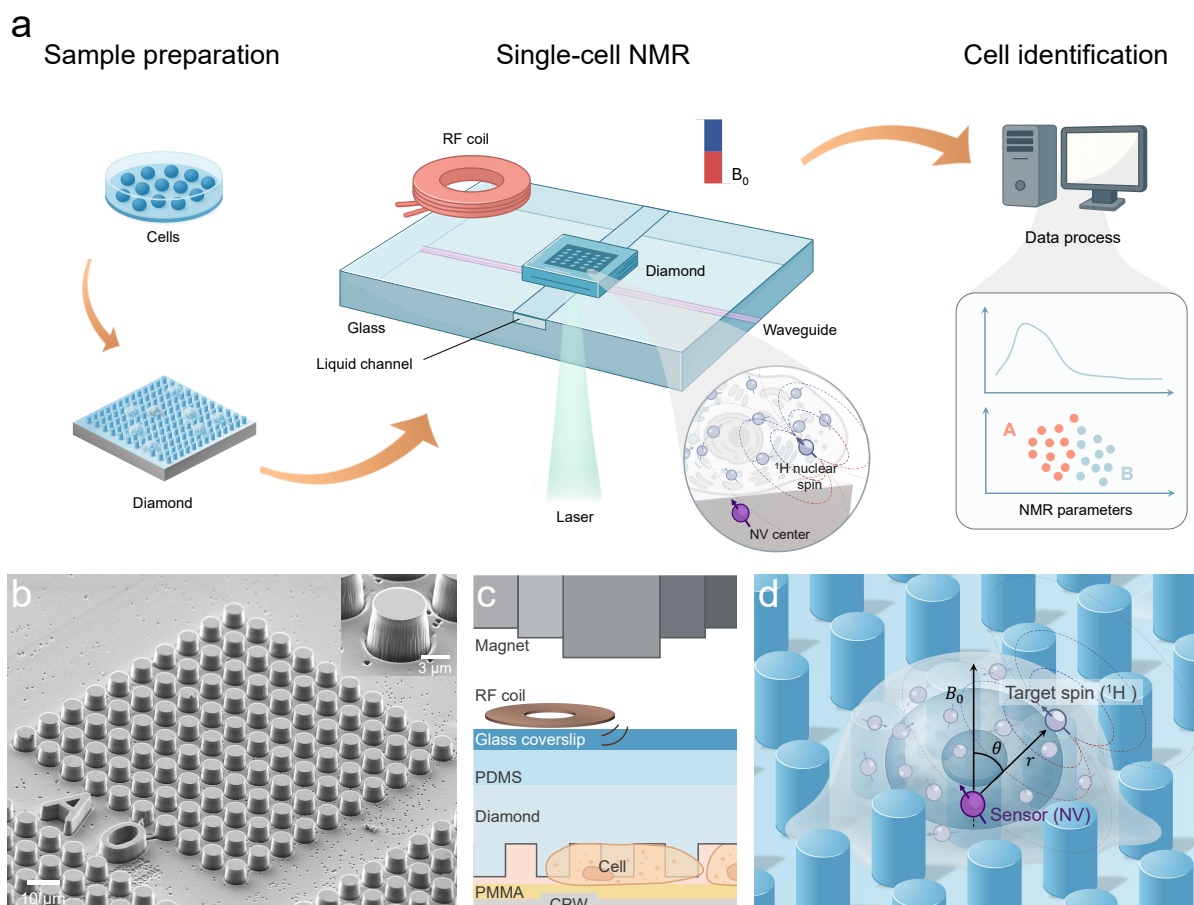 a
Sample preparation
Single-cell NMR
Cell identification
RF coil
B0
Cells
Data process
Diamond
Glass
Waveguide
Liquid channel
1H nuclear
spin
A
B
Diamond
Laser
NV center
NMR parameters
b
3 µm
A
0
10 µm
c
Magnet
RF coil
Glass coverslip
PDMS
Diamond
Cell
PMMA
CPW
d
B0
Target spin (1H )
θ
r
Sensor (NV)